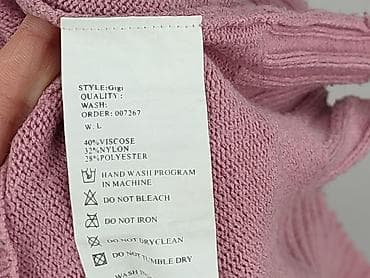 STYLE:Gigi
QUALITY :
WASH:
ORDER: 007267
W. L
40%VISCOSE
32%NYLON
28%POLYESTER
HAND WASH PROGRAM
IN MACHINE
DO NOT BLEACH
DO NOT IRON
DO NOT DRYCLEAN
DO NOT TUMBLE DRY